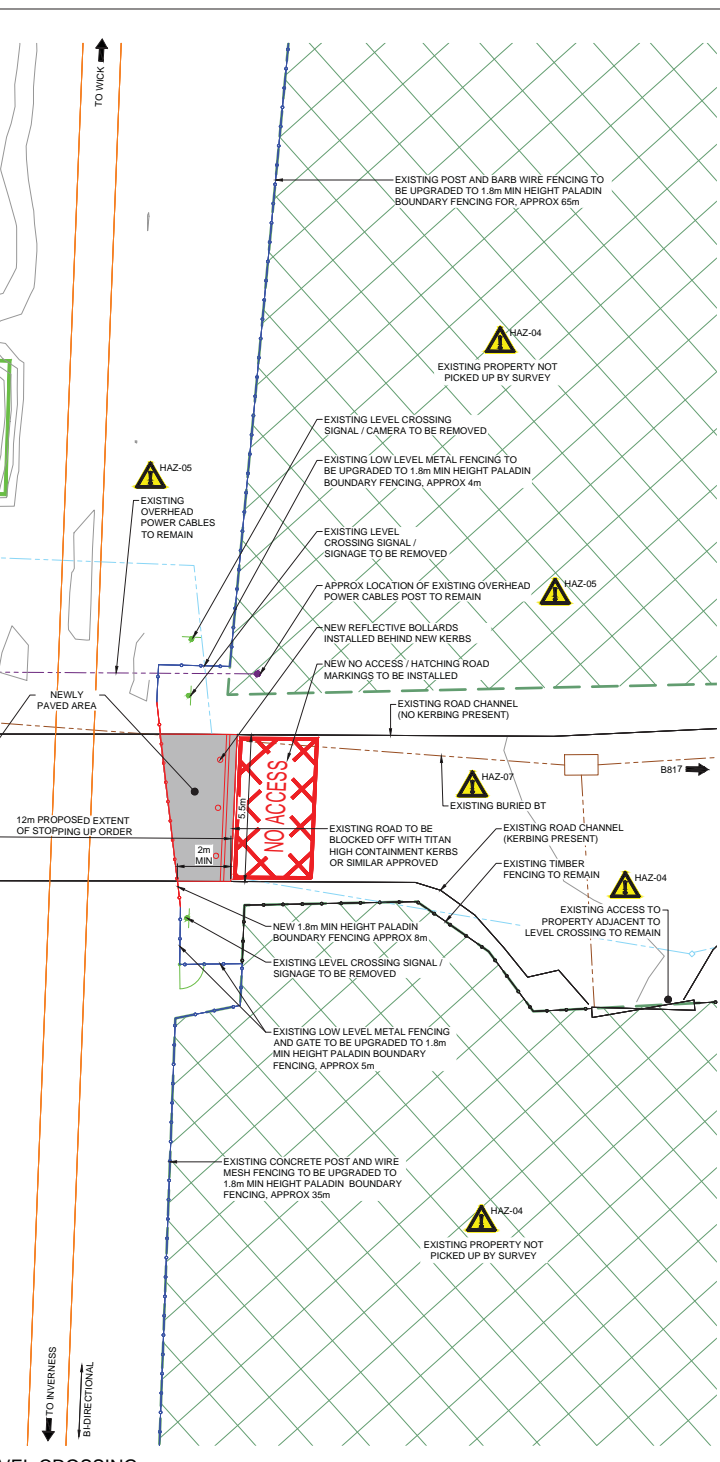 TO WICK
EXISTING POST AND BARB WIRE FENCING TO
BE UPGRADED TO 1.8m MIN HEIGHT PALADIN
BOUNDARY FENCING FOR, APPROX 65m
HAZ-04
EXISTING PROPERTY NOT
PICKED UP BY SURVEY
EXISTING LEVEL CROSSING
SIGNAL / CAMERA TO BE REMOVED
EXISTING LOW LEVEL METAL FENCING TO
BE UPGRADED TO 1.8m MIN HEIGHT PALADIN
BOUNDARY FENCING, APPROX 4m
HAZ-05
EXISTING
OVERHEAD
POWER CABLES
TO REMAIN
EXISTING LEVEL
CROSSING SIGNAL /
SIGNAGE TO BE REMOVED
APPROX LOCATION OF EXISTING OVERHEAD
POWER CABLES POST TO REMAIN
HAZ-05
NEW REFLECTIVE BOLLARDS
INSTALLED BEHIND NEW KERBS
NEW NO ACCESS / HATCHING ROAD
MARKINGS TO BE INSTALLED
NEWLY
PAVED AREA
EXISTING ROAD CHANNEL
(NO KERBING PRESENT)
B817
HAZ-07
EXISTING BURIED BT
NO ACCESS
5.5m
2m
MIN
12m PROPOSED EXTENT
OF STOPPING UP ORDER
EXISTING ROAD TO BE
BLOCKED OFF WITH TITAN
HIGH CONTAINMENT KERBS
OR SIMILAR APPROVED
EXISTING ROAD CHANNEL
(KERBING PRESENT)
EXISTING TIMBER
FENCING TO REMAIN
HAZ-04
EXISTING ACCESS TO
PROPERTY ADJACENT TO
LEVEL CROSSING TO REMAIN
NEW 1.8m MIN HEIGHT PALADIN
BOUNDARY FENCING APPROX 8m
EXISTING LEVEL CROSSING SIGNAL /
SIGNAGE TO BE REMOVED
EXISTING LOW LEVEL METAL FENCING
AND GATE TO BE UPGRADED TO 1.8m
MIN HEIGHT PALADIN BOUNDARY
FENCING, APPROX 5m
EXISTING CONCRETE POST AND WIRE
MESH FENCING TO BE UPGRADED TO
1.8m MIN HEIGHT PALADIN BOUNDARY
FENCING, APPROX 35m
HAZ-04
EXISTING PROPERTY NOT
PICKED UP BY SURVEY
TO INVERNESS
BI-DIRECTIONAL